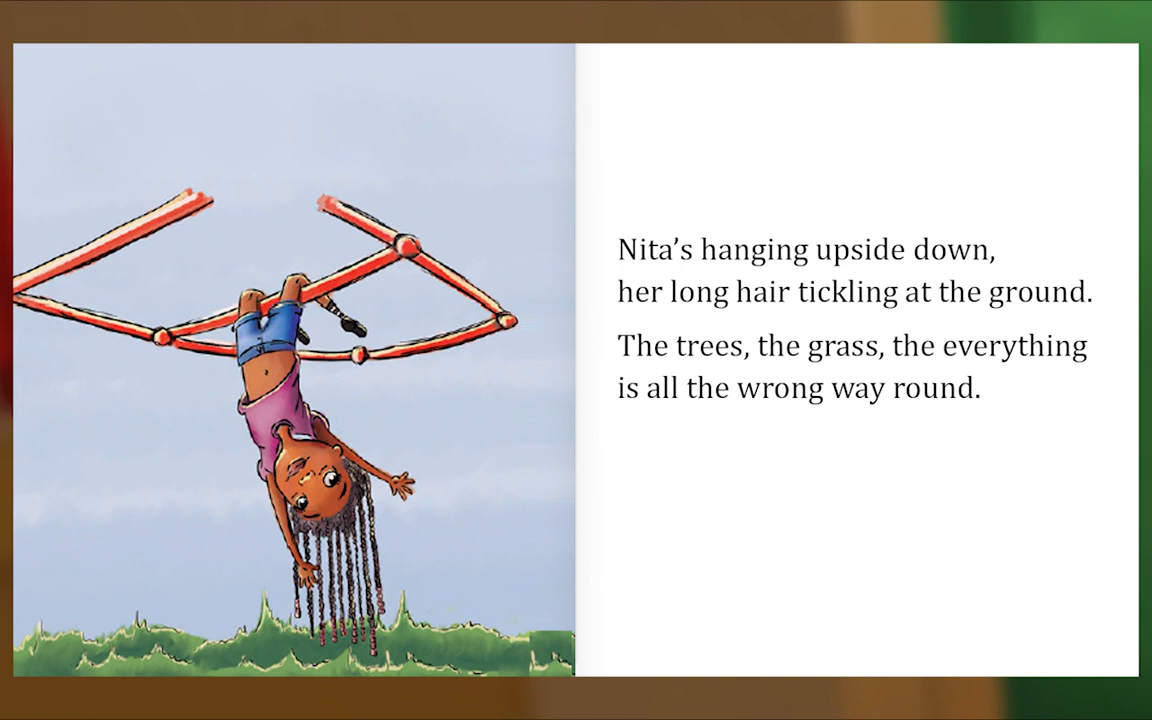 Nita’s hanging upside down,
her long hair tickling at the ground.
The trees, the grass, the everything
is all the wrong way round.